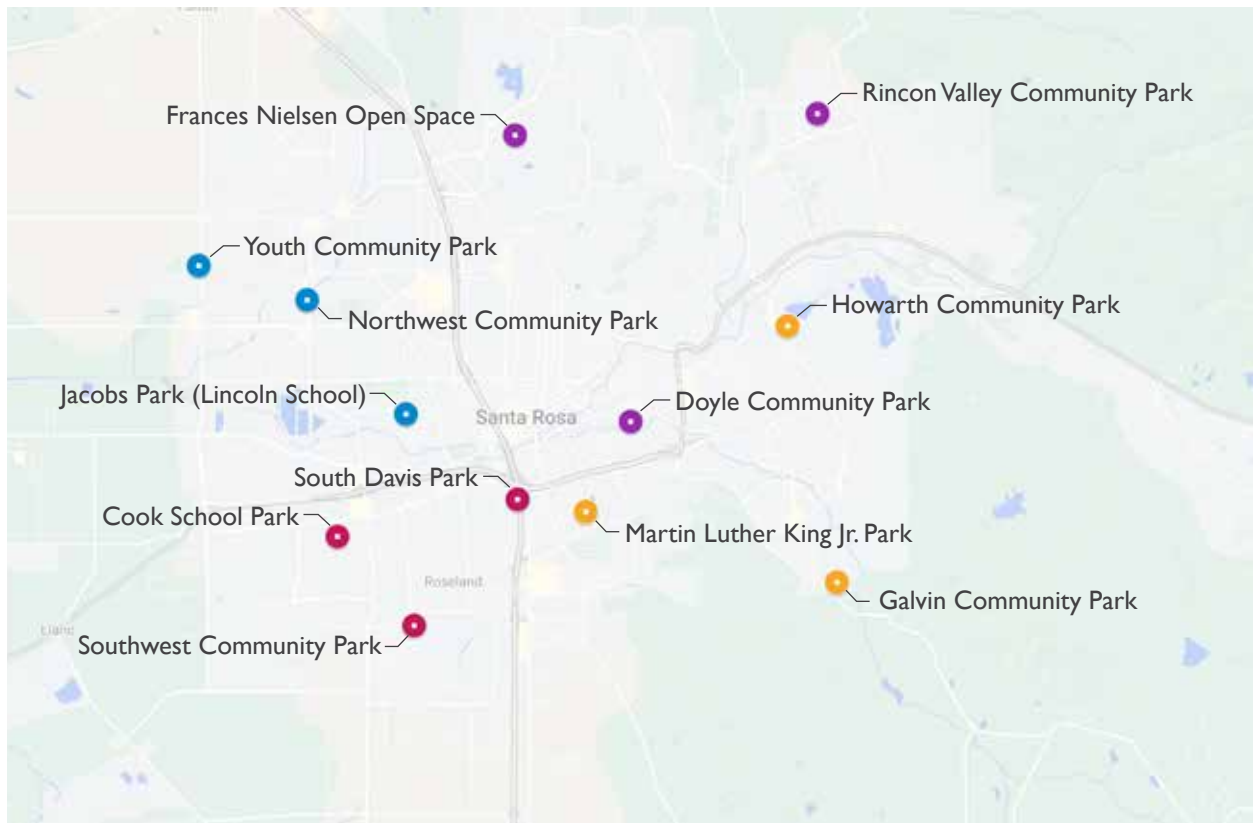 Rincon Valley Community Park
Frances Nielsen Open Space
Youth Community Park
Howarth Community Park
Northwest Community Park
Jacobs Park (Lincoln School)
Doyle Community Park
Santa Rosa
South Davis Park
Cook School Park
Martin Luther King Jr. Park
Roseland
Galvin Community Park
Llano
Southwest Community Park